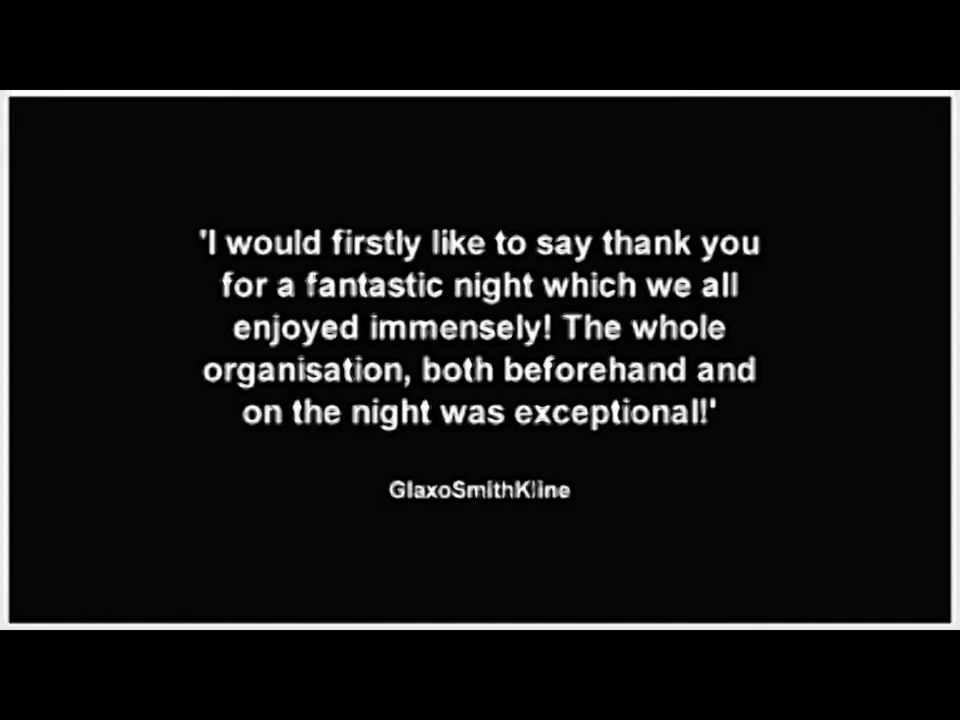 'I would firstly like to say thank you
for a fantastic night which we all
enjoyed immensely! The whole
organisation, both beforehand and
on the night was exceptional!'
GlaxoSmithKline